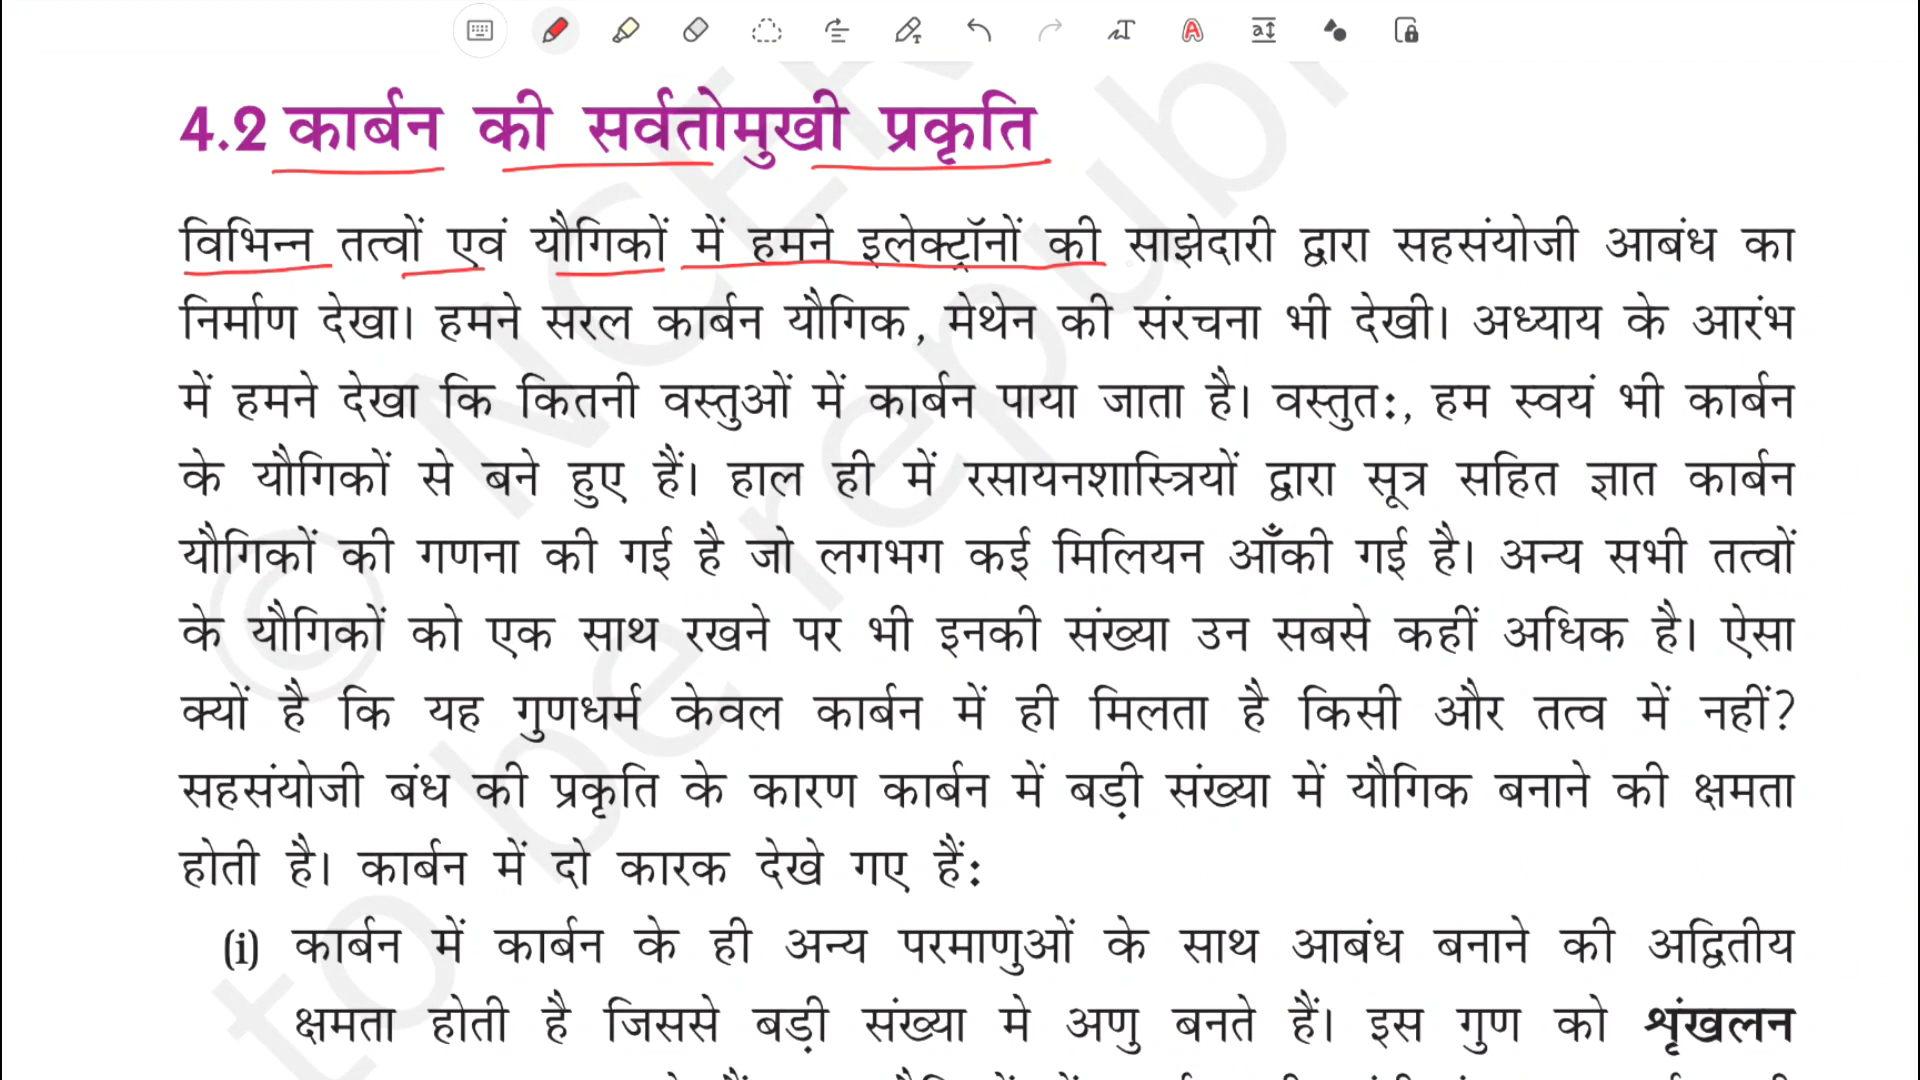 4.2 कार्बन की सर्वतोमुखी प्रकृति
विभिन्न तत्वों एवं यौगिकों में हमने इलेक्ट्रॉनों की साझेदारी द्वारा सहसंयोजी आबंध का
निर्माण देखा। हमने सरल कार्बन यौगिक, मेथेन की संरचना भी देखी। अध्याय के आरंभ
में हमने देखा कि कितनी वस्तुओं में कार्बन पाया जाता है। वस्तुतः, हम स्वयं भी कार्बन
के यौगिकों से बने हुए हैं। हाल ही में रसायनशास्त्रियों द्वारा सूत्र सहित ज्ञात कार्बन
यौगिकों की गणना की गई है जो लगभग कई मिलियन आँकी गई है। अन्य सभी तत्वों
के यौगिकों को एक साथ रखने पर भी इनकी संख्या उन सबसे कहीं अधिक है। ऐसा
क्यों है कि यह गुणधर्म केवल कार्बन में ही मिलता है किसी और तत्व में नहीं?
सहसंयोजी बंध की प्रकृति के कारण कार्बन में बड़ी संख्या में यौगिक बनाने की क्षमता
होती है। कार्बन में दो कारक देखे गए हैं:
(i) कार्बन में कार्बन के ही अन्य परमाणुओं के साथ आबंध बनाने की अद्वितीय
क्षमता होती है जिससे बड़ी संख्या मे अणु बनते हैं। इस गुण को शृंखलन